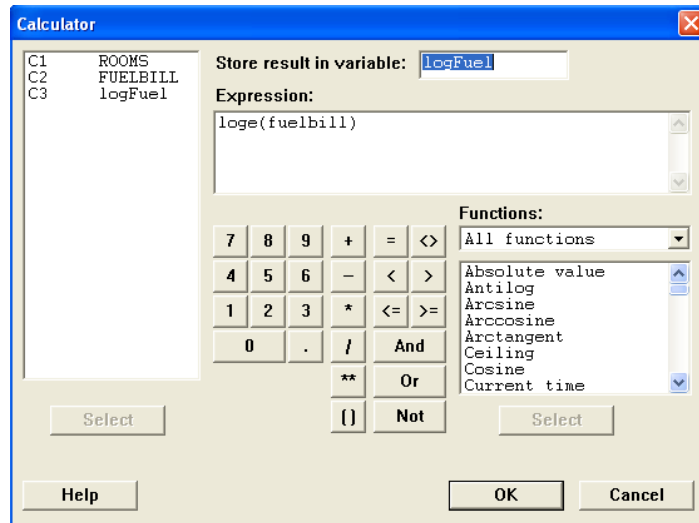 Calculator
C1 ROOMS
C2 FUELBILL
C3 logFuel
Store result in variable: logFuel
Expression:
loge(fuelbill)
Functions:
All functions
7 8 9 + = <>
4 5 6 - < >
1 2 3 * <= >=
0 . / And
** Or
() Not
Absolute value
Antilog
Arcsine
Arccosine
Arctangent
Ceiling
Cosine
Current time
Select
Select
Help
OK
Cancel